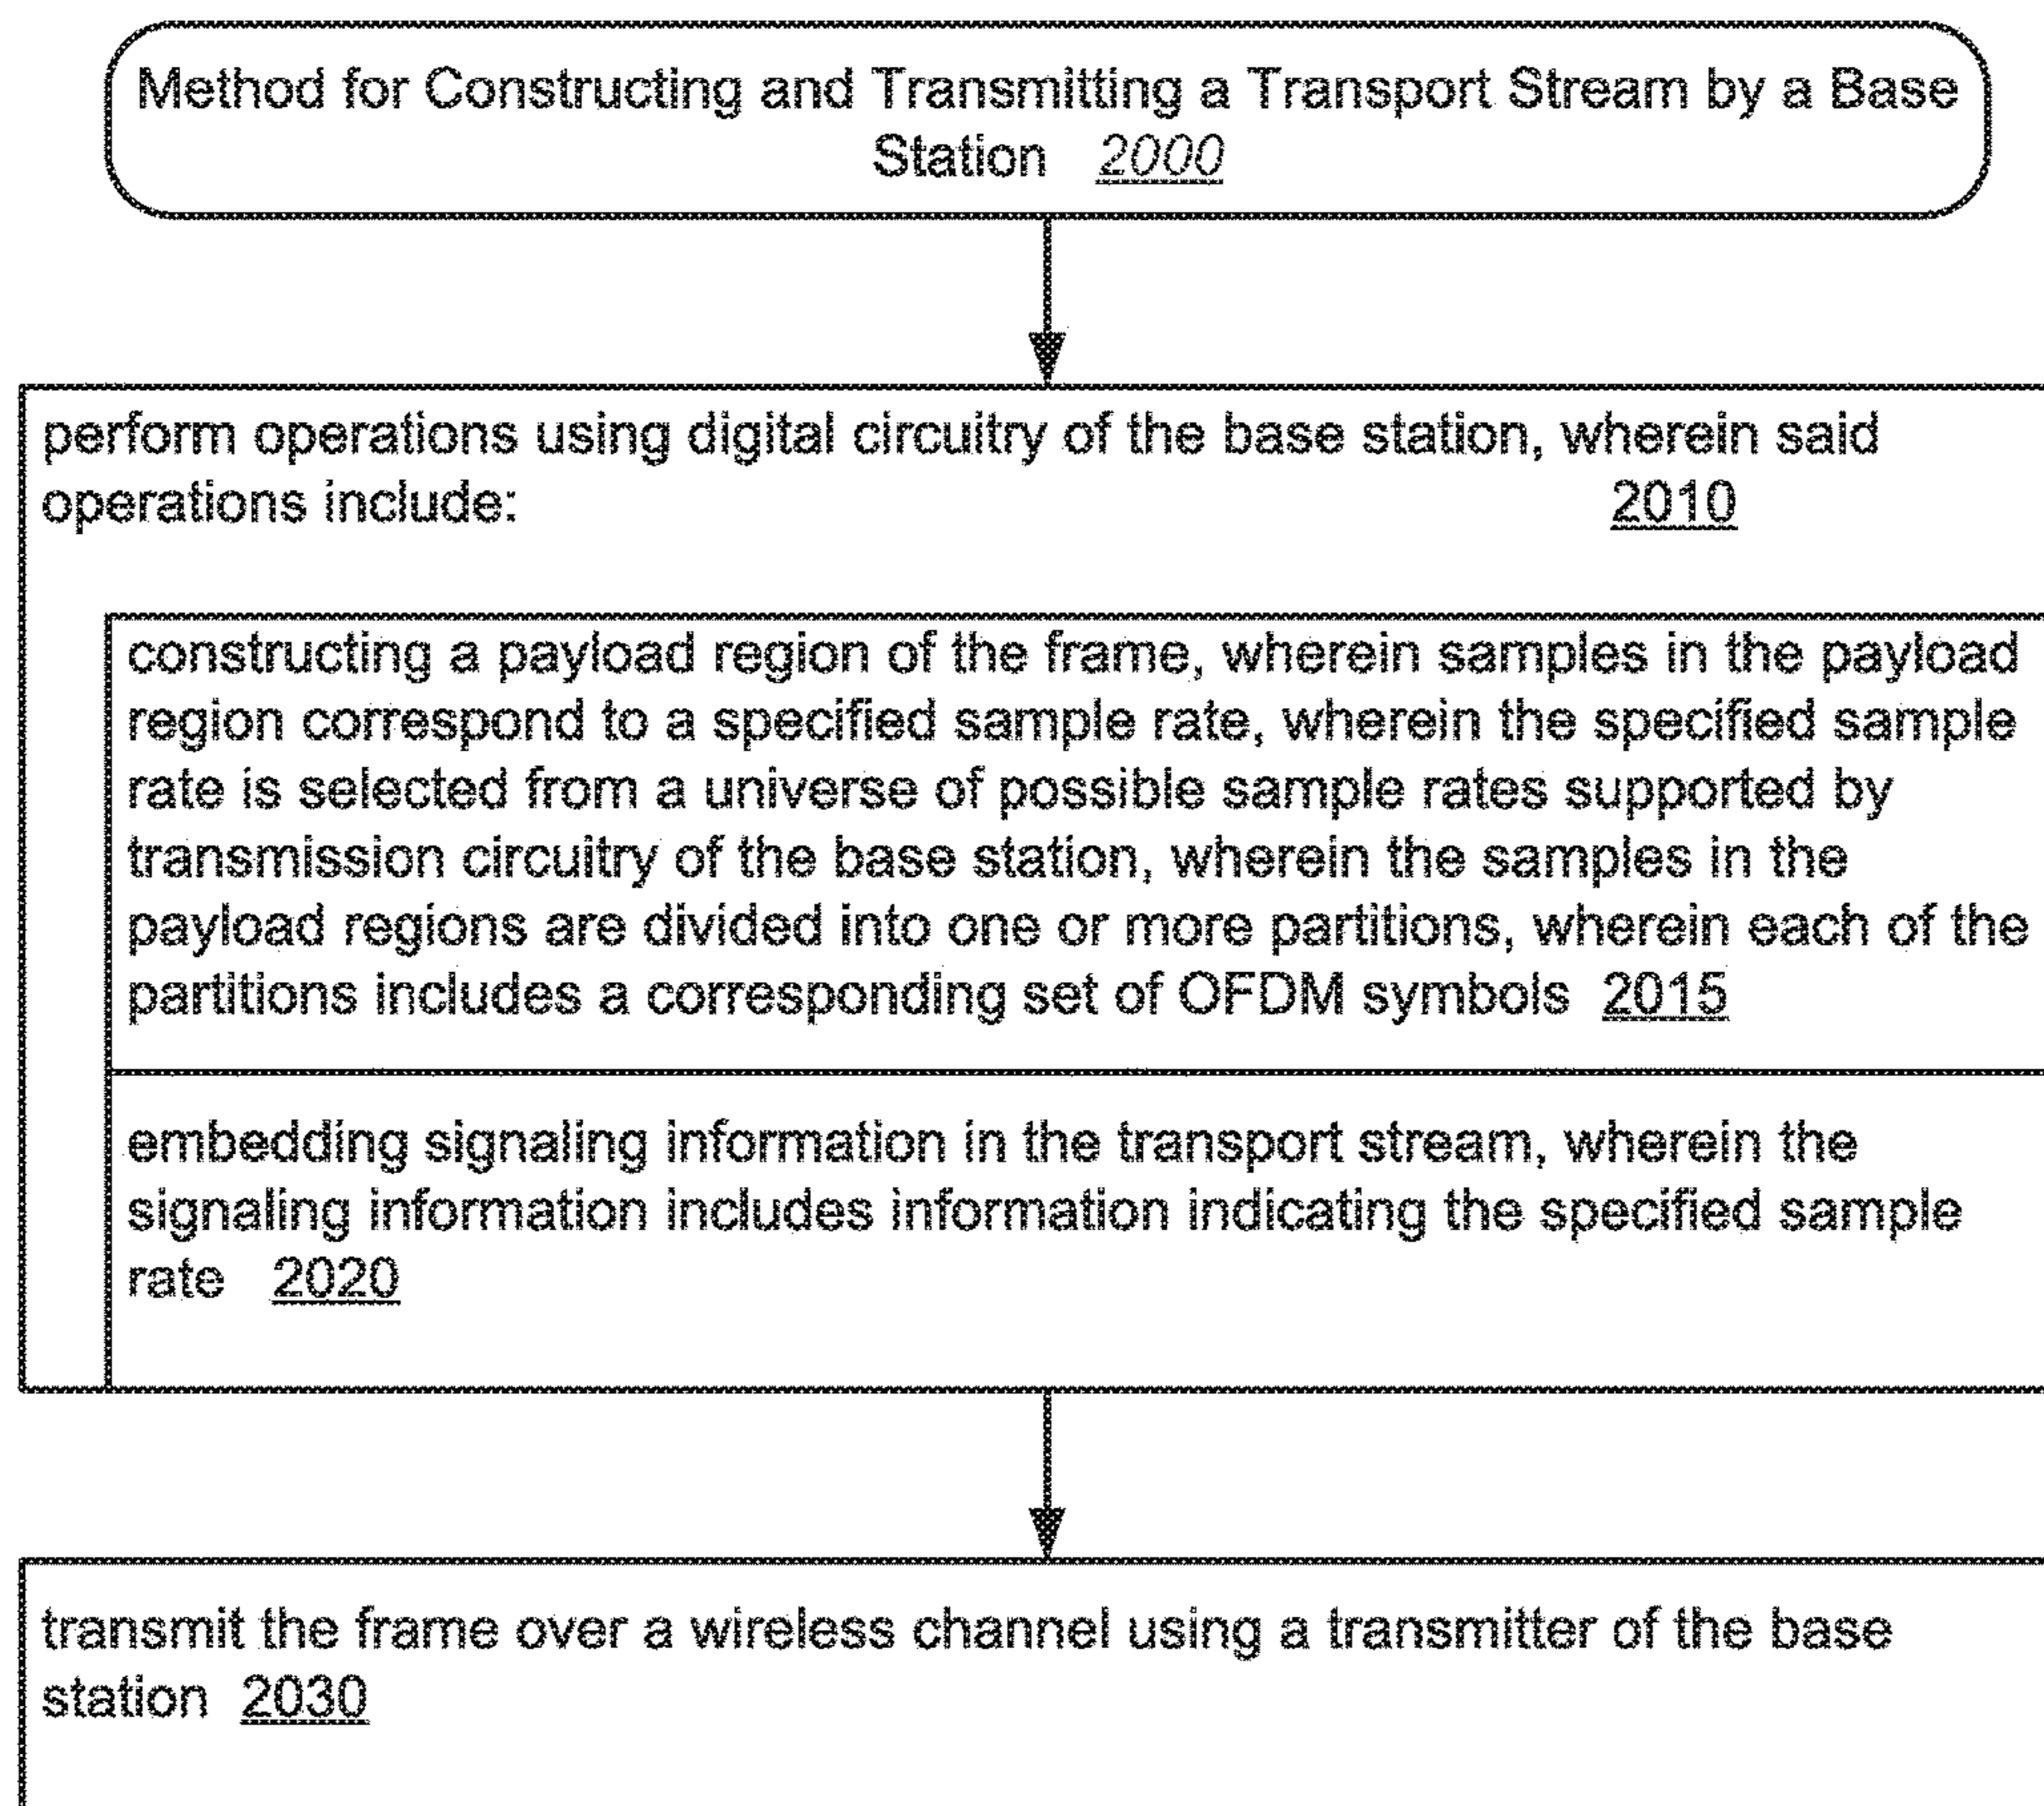 Method for Constructing and Transmitting a Transport Stream by a Base
Station 2000
perform operations using digital circuitry of the base station, wherein said
operations include: 2010
constructing a payload region of the frame, wherein samples in the payload
region correspond to a specified sample rate, wherein the specified sample
rate is selected from a universe of possible sample rates supported by
transmission circuitry of the base station, wherein the samples in the
payload regions are divided into one or more partitions, wherein each of the
partitions includes a corresponding set of OFDM symbols 2015
embedding signaling information in the transport stream, wherein the
signaling information includes information indicating the specified sample
rate 2020
transmit the frame over a wireless channel using a transmitter of the base
station 2030